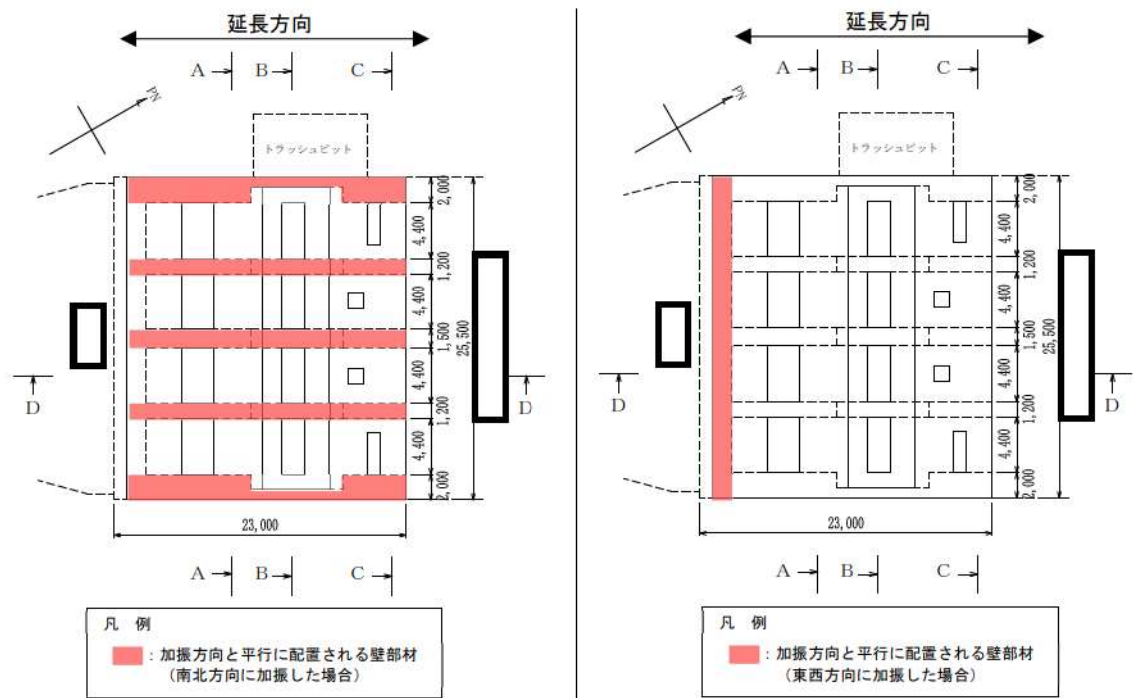 延長方向
A
B
C
PN
トラッシュピット
2,000
4,400
1,200
4,400
1,500
25,500
4,400
1,200
4,400
2,000
D
D
23,000
A
B
C
凡 例
：加振方向と平行に配置される壁部材
（南北方向に加振した場合）
延長方向
A
B
C
PN
トラッシュピット
2,000
4,400
1,200
4,400
1,500
25,500
4,400
1,200
4,400
2,000
D
D
23,000
A
B
C
凡 例
：加振方向と平行に配置される壁部材
（東西方向に加振した場合）